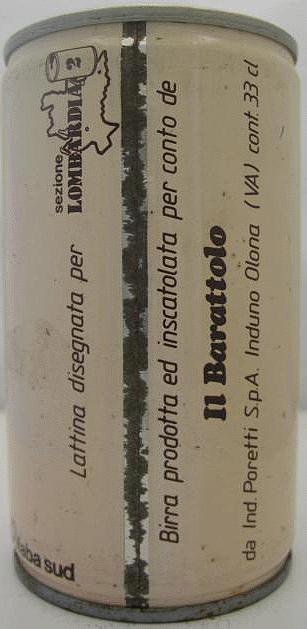 sezione
LOMBARDIA 2
Lattina disegnata per
Birra prodotta ed inscatolata per conto de
Il Barattolo
da Ind. Poretti S.p.A. Induno Olona (VA) cont. 33 cl
sud